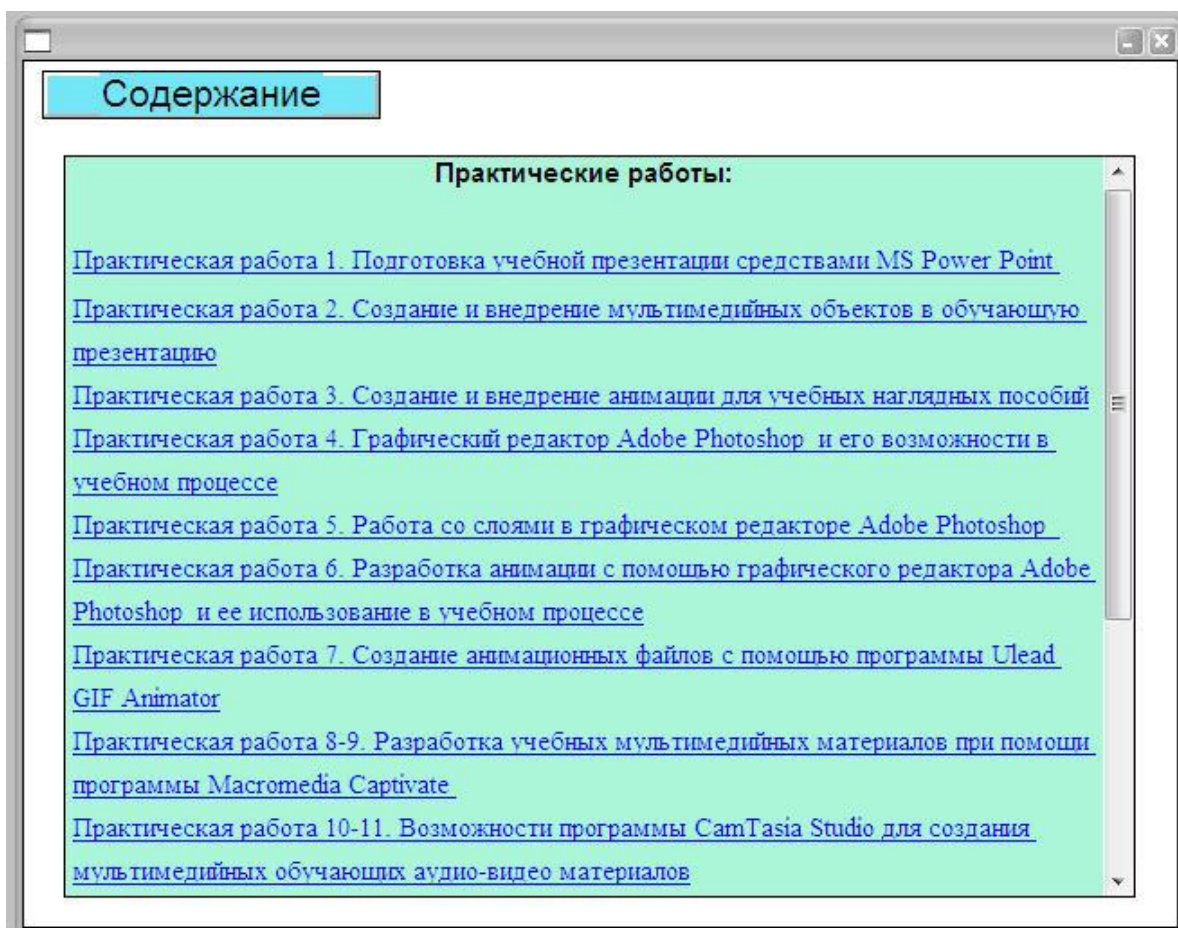 Содержание
Практические работы:
Практическая работа 1. Подготовка учебной презентации средствами MS Power Point
Практическая работа 2. Создание и внедрение мультимедийных объектов в обучающую
презентацию
Практическая работа 3. Создание и внедрение анимации для учебных наглядных пособий
Практическая работа 4. Графический редактор Adobe Photoshop  и его возможности в
учебном процессе
Практическая работа 5. Работа со слоями в графическом редакторе Adobe Photoshop
Практическая работа 6. Разработка анимации с помощью графического редактора Adobe
Photoshop  и ее использование в учебном процессе
Практическая работа 7. Создание анимационных файлов с помощью программы Ulead
GIF Animator
Практическая работа 8-9. Разработка учебных мультимедийных материалов при помощи
программы Macromedia Captivate
Практическая работа 10-11. Возможности программы CamTasia Studio для создания
мультимедийных обучающих аудио-видео материалов